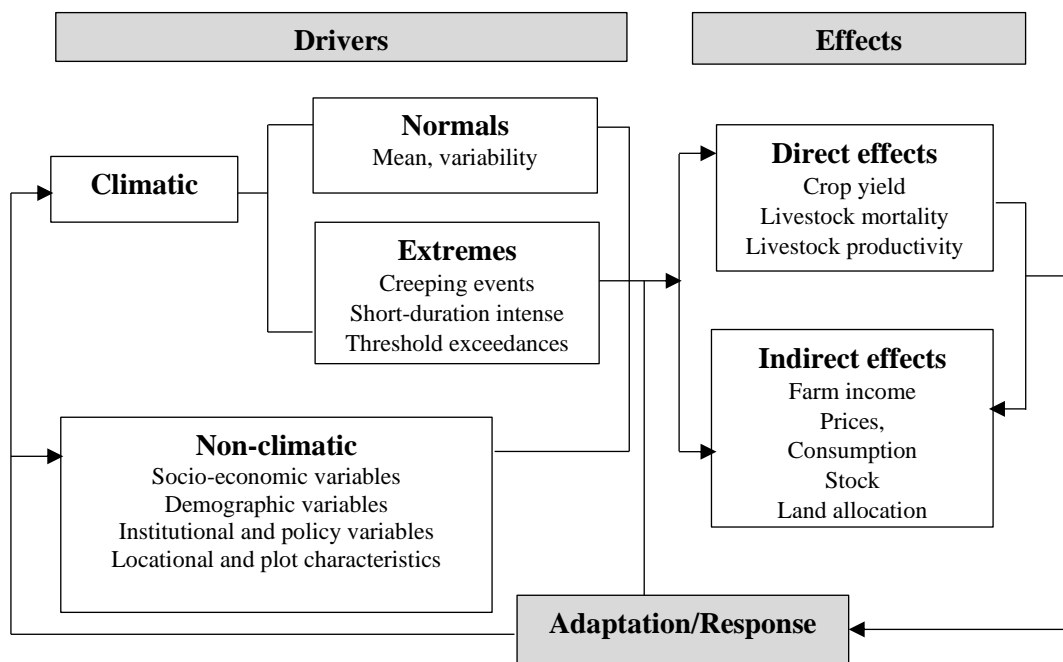 Drivers
Effects
Climatic
Normals
Mean, variability
Extremes
Creeping events
Short-duration intense
Threshold exceedances
Non-climatic
Socio-economic variables
Demographic variables
Institutional and policy variables
Locational and plot characteristics
Direct effects
Crop yield
Livestock mortality
Livestock productivity
Indirect effects
Farm income
Prices,
Consumption
Stock
Land allocation
Adaptation/Response